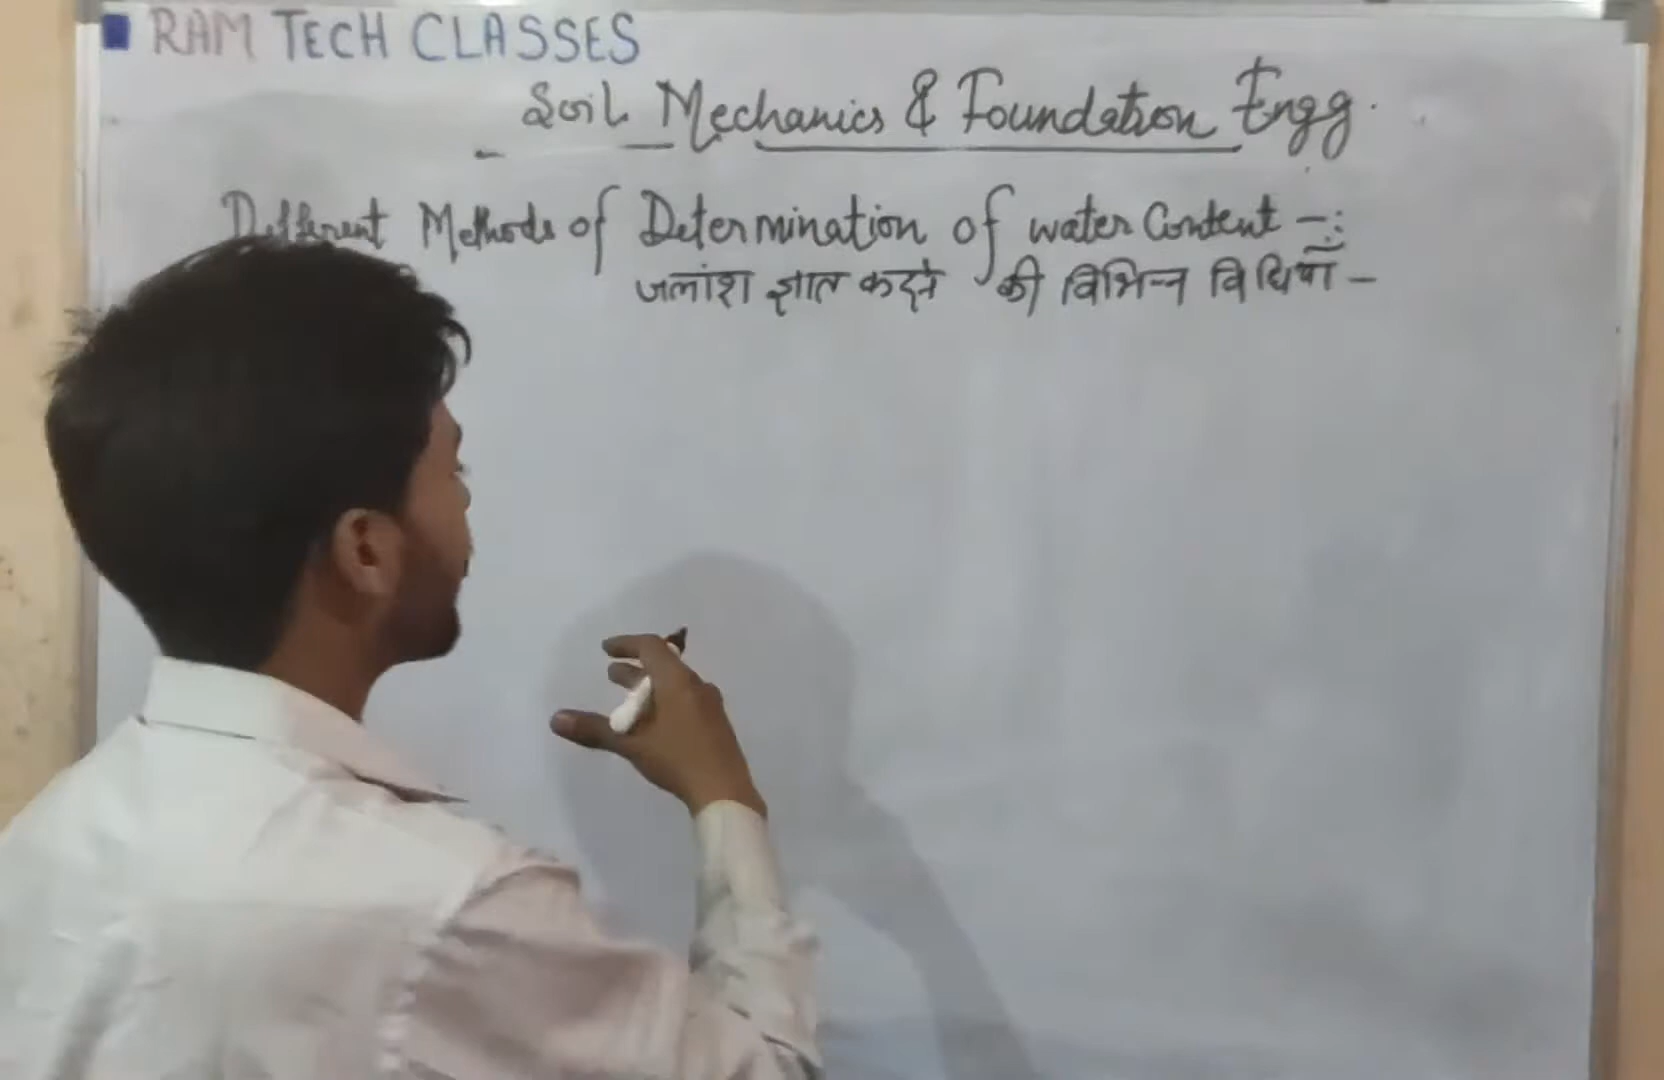 RAM TECH CLASSES
Soil Mechanics & Foundation Engg.
Different Methods of Determination of water Content -:
जलांश ज्ञात करने की विभिन्न विधियाँ -